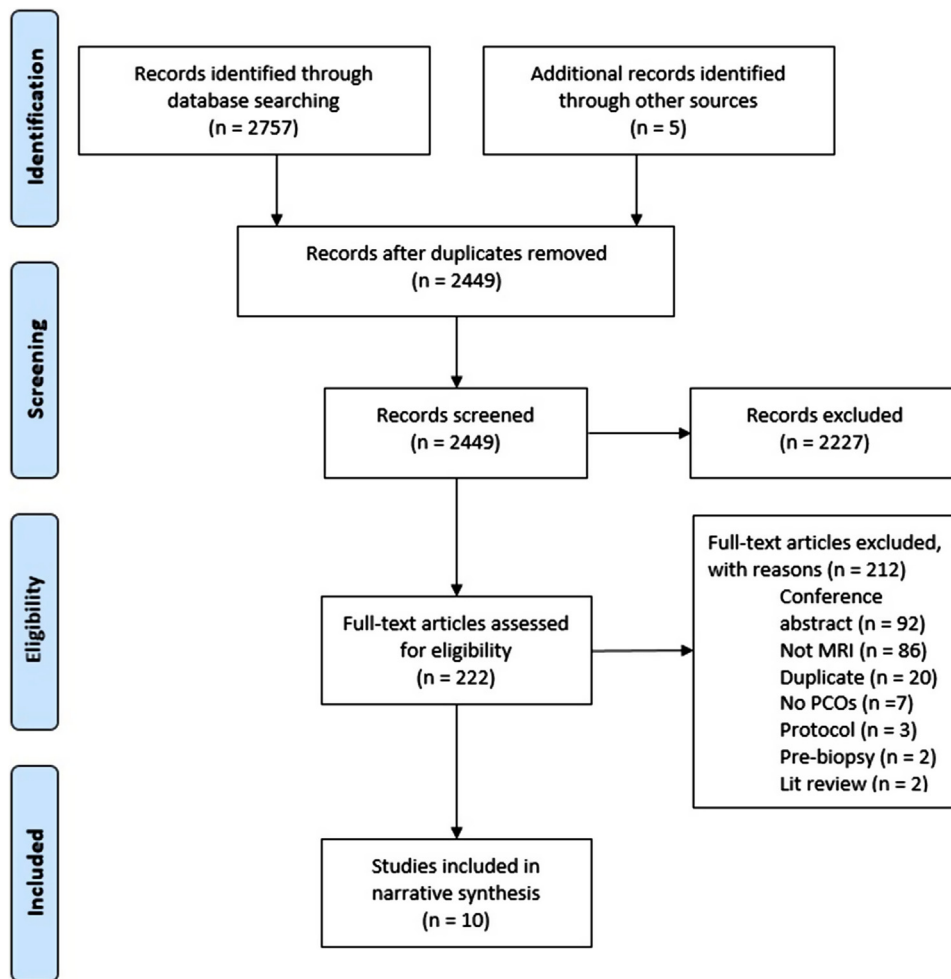 Identification
Records identified through
database searching
(n = 2757)
Additional records identified
through other sources
(n = 5)
Records after duplicates removed
(n = 2449)
Screening
Records screened
(n = 2449)
Records excluded
(n = 2227)
Eligibility
Full-text articles assessed
for eligibility
(n = 222)
Full-text articles excluded,
with reasons (n = 212)
Conference
abstract (n = 92)
Not MRI (n = 86)
Duplicate (n = 20)
No PCOs (n =7)
Protocol (n = 3)
Pre-biopsy (n = 2)
Lit review (n = 2)
Included
Studies included in
narrative synthesis
(n = 10)